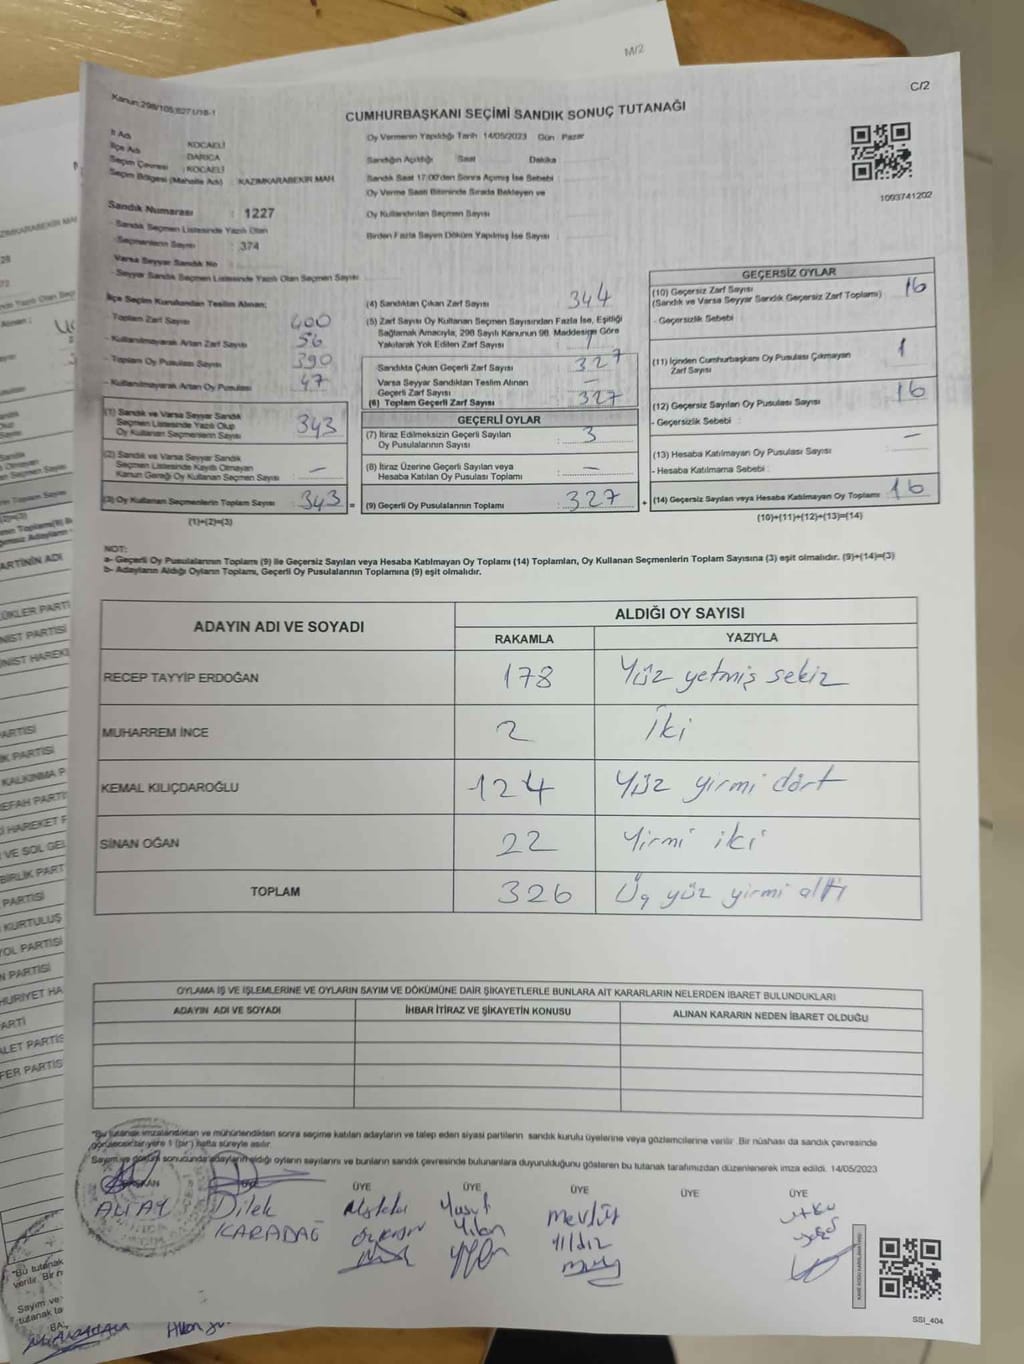 M/2
C/2
Kanun:298/105;6271/18-1
CUMHURBAŞKANI SEÇİMİ SANDIK SONUÇ TUTANAĞI
İl Adı : KOCAELİ
İlçe Adı : DARICA
Seçim Çevresi : KOCAELİ
Seçim Bölgesi (Mahalle Adı) : KAZIMKARABEKİR MAH
Sandık Numarası : 1227
- Sandık Seçmen Listesinde Yazılı Olan
Seçmenlerin Sayısı : 374
Varsa Seyyar Sandık No
- Seyyar Sandık Seçmen Listesinde Yazılı Olan Seçmen Sayısı
Oy Vermenin Yapıldığı Tarih 14/05/2023 Gün Pazar
Sandığın Açıldığı Saat Dakika
Sandık Saat 17:00'den Sonra Açılmış İse Sebebi
Oy Verme Saati Bitiminde Sırada Bekleyen ve
Oy Kullandırılan Seçmen Sayısı
Birden Fazla Sayım Döküm Yapılmış İse Sayısı
1093741202
İlçe Seçim Kurulundan Teslim Alınan;
- Toplam Zarf Sayısı 400
- Kullanılmayarak Artan Zarf Sayısı 56
- Toplam Oy Pusulası Sayısı 390
- Kullanılmayarak Artan Oy Pusulası 47
(1) Sandık ve Varsa Seyyar Sandık
Seçmen Listesinde Yazılı Olup
Oy Kullanan Seçmenlerin Sayısı : 343
(2) Sandık ve Varsa Seyyar Sandık
Seçmen Listesinde Kayıtlı Olmayan
Kanun Gereği Oy Kullanan Seçmen Sayısı : –
(3) Oy Kullanan Seçmenlerin Toplam Sayısı : 343 =
(1)+(2)=(3)
(4) Sandıktan Çıkan Zarf Sayısı 344
(5) Zarf Sayısı Oy Kullanan Seçmen Sayısından Fazla İse, Eşitliği
Sağlamak Amacıyla, 298 Sayılı Kanunun 98. Maddesine Göre
Yakılarak Yok Edilen Zarf Sayısı 1
Sandıkta Çıkan Geçerli Zarf Sayısı 327
Varsa Seyyar Sandıktan Teslim Alınan
Geçerli Zarf Sayısı –
(6) Toplam Geçerli Zarf Sayısı 327
GEÇERLİ OYLAR
(7) İtiraz Edilmeksizin Geçerli Sayılan
Oy Pusulalarının Sayısı : 3
(8) İtiraz Üzerine Geçerli Sayılan veya
Hesaba Katılan Oy Pusulası Toplamı : –
(9) Geçerli Oy Pusulalarının Toplamı : 327 +
GEÇERSİZ OYLAR
(10) Geçersiz Zarf Sayısı
(Sandık ve Varsa Seyyar Sandık Geçersiz Zarf Toplamı) : 16
- Geçersizlik Sebebi :
(11) İçinden Cumhurbaşkanı Oy Pusulası Çıkmayan
Zarf Sayısı 1
(12) Geçersiz Sayılan Oy Pusulası Sayısı : 16
- Geçersizlik Sebebi :
(13) Hesaba Katılmayan Oy Pusulası Sayısı : –
- Hesaba Katılmama Sebebi :
(14) Geçersiz Sayılan veya Hesaba Katılmayan Oy Toplamı : 16
(10)+(11)+(12)+(13)=(14)
NOT:
a- Geçerli Oy Pusulalarının Toplamı (9) ile Geçersiz Sayılan veya Hesaba Katılmayan Oy Toplamı (14) Toplamları, Oy Kullanan Seçmenlerin Toplam Sayısına (3) eşit olmalıdır. (9)+(14)=(3)
b- Adayların Aldığı Oyların Toplamı, Geçerli Oy Pusulalarının Toplamına (9) eşit olmalıdır.
ADAYIN ADI VE SOYADI ALDIĞI OY SAYISI
RAKAMLA YAZIYLA
RECEP TAYYİP ERDOĞAN 178 Yüz yetmiş sekiz
MUHARREM İNCE 2 İki
KEMAL KILIÇDAROĞLU 124 Yüz yirmi dört
SİNAN OĞAN 22 Yirmi iki
TOPLAM 326 Üç yüz yirmi altı
OYLAMA İŞ VE İŞLEMLERİNE VE OYLARIN SAYIM VE DÖKÜMÜNE DAİR ŞİKAYETLERLE BUNLARA AİT KARARLARIN NELERDEN İBARET BULUNDUKLARI
ADAYIN ADI VE SOYADI İHBAR İTİRAZ VE ŞİKAYETİN KONUSU ALINAN KARARIN NEDEN İBARET OLDUĞU
*Bu tutanak imzalandıktan ve mühürlendikten sonra seçime katılan adayların ve talep eden siyasi partilerin sandık kurulu üyelerine veya gözlemcilerine verilir. Bir nüshası da sandık çevresinde
görülecek bir yere 1 (bir) hafta süreyle asılır.
Sayım ve döküm sonucunda adayların aldığı oyların sayılarını ve bunların sandık çevresinde bulunanlara duyurulduğunu gösteren bu tutanak tarafımızdan düzenlenerek imza edildi. 14/05/2023
BAŞKAN ÜYE ÜYE ÜYE ÜYE ÜYE ÜYE
ALİ AY Dilek Yusuf Mevlüt
KARADAĞ Yıldız
SSI_404